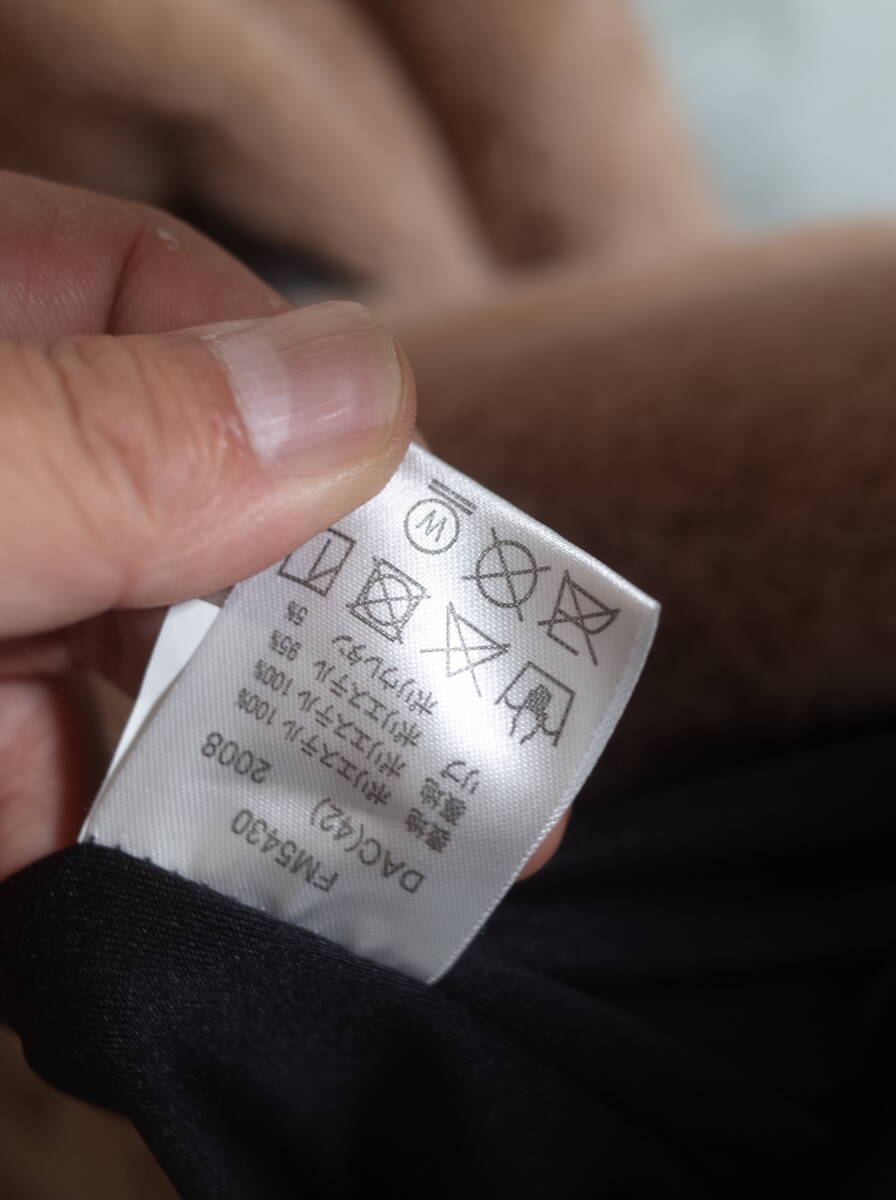 FM5430
DAC(42) 2008
表地 ポリエステル 100%
裏地 ポリエステル 100%
リブ ポリエステル 95%
ポリウレタン 5%
W